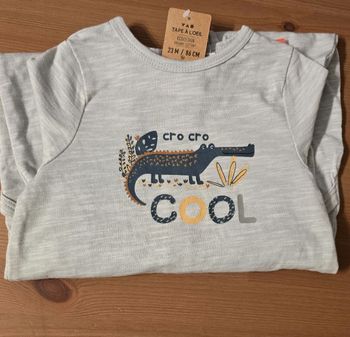 TAPE À L'OEIL
23 M / 86 CM
cro cro
COOL